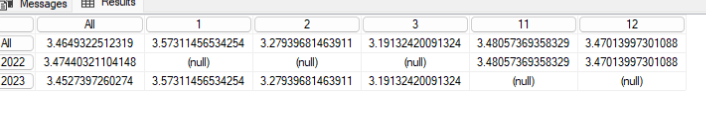 Messages Results
All 1 2 3 11 12
All 3.4649322512319 3.57311456534254 3.27939681463911 3.19132420091324 3.48057369358329 3.47013997301088
2022 3.47440321104148 (null) (null) (null) 3.48057369358329 3.47013997301088
2023 3.4527397260274 3.57311456534254 3.27939681463911 3.19132420091324 (null) (null)